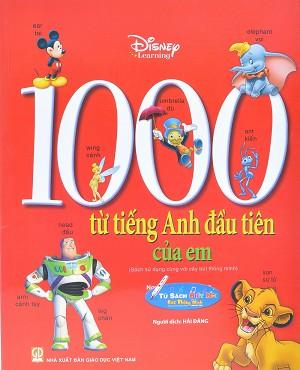 ear
tai
Disney
Learning
elephant
voi
1000
umbrella
dù
ant
kiến
wing
cánh
từ tiếng Anh đầu tiên
của em
(Sách sử dụng cùng với cây bút thông minh)
head
đầu
TỦ SÁCH
lion
sư tử
arm
cánh tay
leg
chân
Người dịch: HẢI ĐĂNG
NHÀ XUẤT BẢN GIÁO DỤC VIỆT NAM